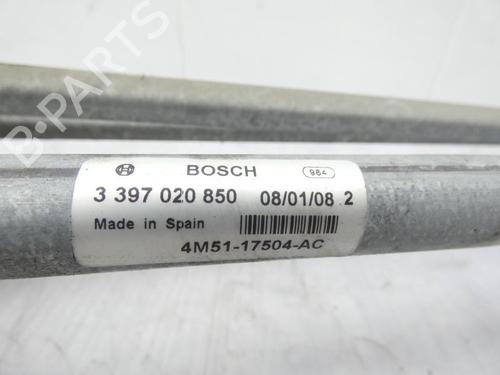 B-PARTS
BOSCH 984
3 397 020 850 08/01/08 2
Made in Spain
4M51-17504-AC